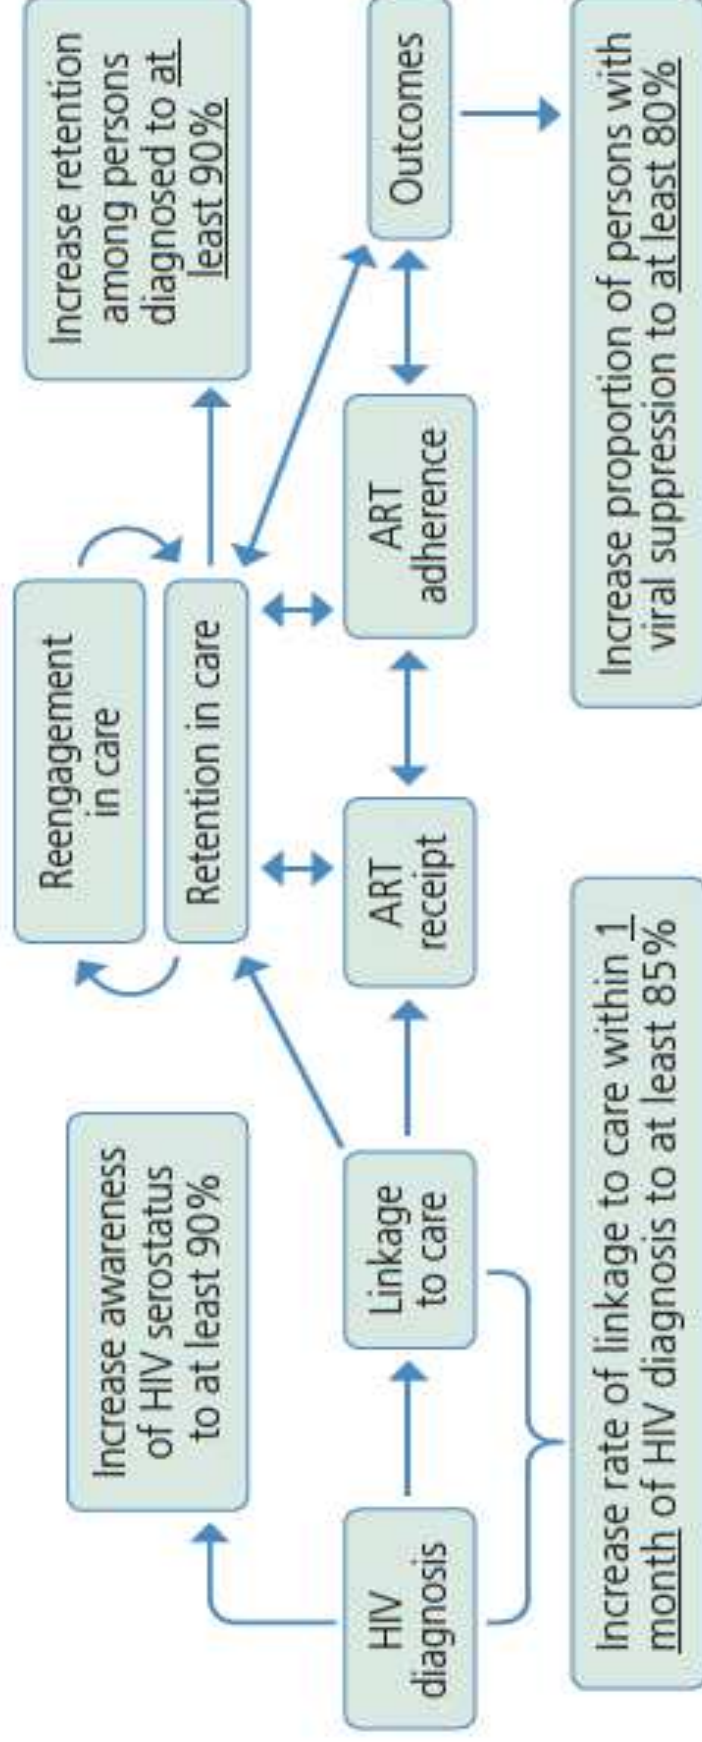 Increase awareness
of HIV serostatus
to at least 90%
Reengagement
in care
Retention in care
Increase retention
among persons
diagnosed to at
least 90%
HIV
diagnosis
Linkage
to care
ART
receipt
ART
adherence
Outcomes
Increase rate of linkage to care within 1
month of HIV diagnosis to at least 85%
Increase proportion of persons with
viral suppression to at least 80%